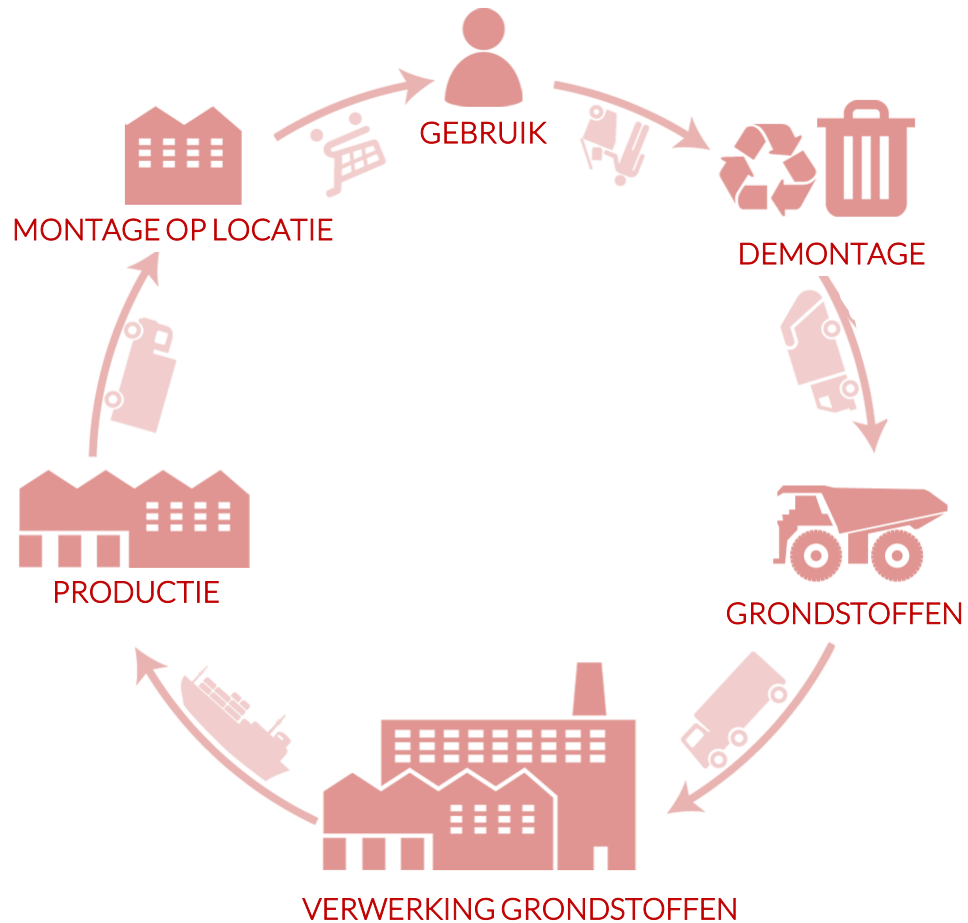 GEBRUIK
MONTAGE OP LOCATIE
DEMONTAGE
PRODUCTIE
GRONDSTOFFEN
VERWERKING GRONDSTOFFEN